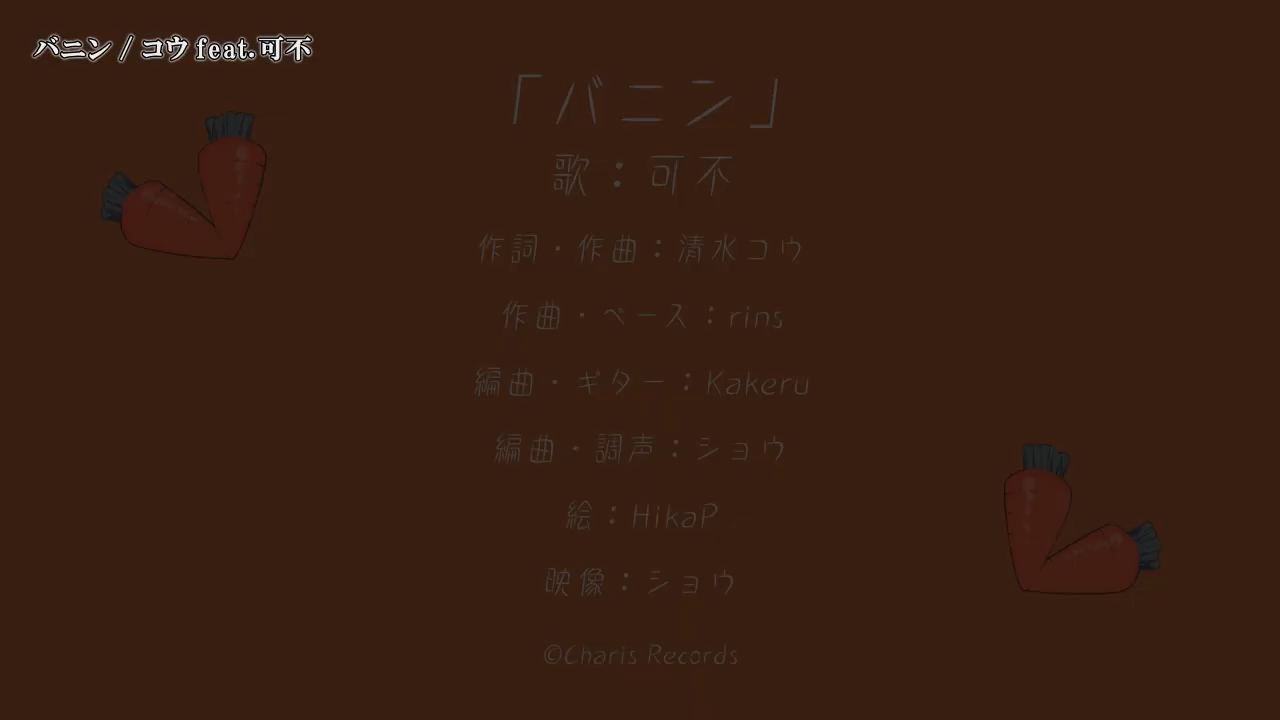 バニン / コウ feat.可不
「バニン」
歌：可不
作詞・作曲：清水コウ
作曲・ベース：rins
編曲・ギター：Kakeru
編曲・調声：ショウ
絵：HikaP
映像：ショウ
©Charis Records